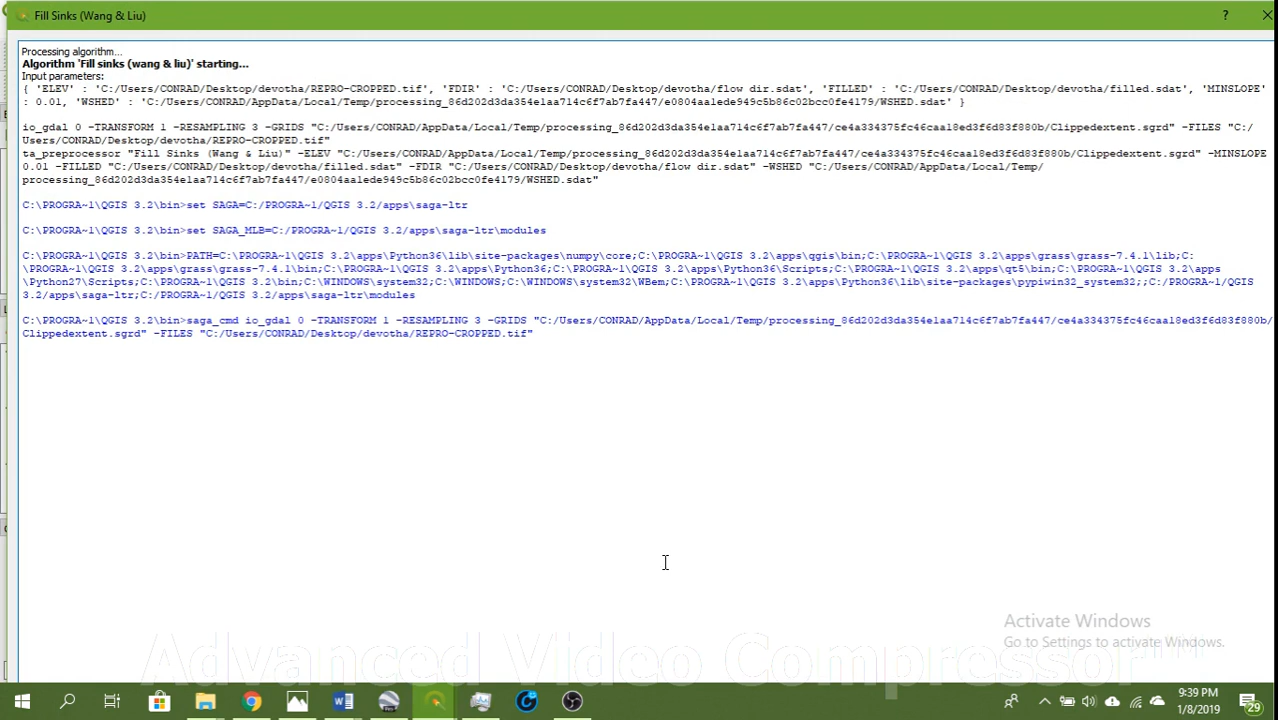 Fill Sinks (Wang & Liu)
?
Processing algorithm...
Algorithm 'Fill sinks (wang & liu)' starting...
Input parameters:
{ 'ELEV' : 'C:/Users/CONRAD/Desktop/devotha/REPRO-CROPPED.tif', 'FDIR' : 'C:/Users/CONRAD/Desktop/devotha/flow dir.sdat', 'FILLED' : 'C:/Users/CONRAD/Desktop/devotha/filled.sdat', 'MINSLOPE'
: 0.01, 'WSHED' : 'C:/Users/CONRAD/AppData/Local/Temp/processing_86d202d3da354e1aa714c6f7ab7fa447/e0804aa1ede949c5b86c02bcc0fe4179/WSHED.sdat' }
io_gdal 0 -TRANSFORM 1 -RESAMPLING 3 -GRIDS "C:/Users/CONRAD/AppData/Local/Temp/processing_86d202d3da354e1aa714c6f7ab7fa447/ce4a334375fc46caa18ed3f6d83f880b/Clippedextent.sgrd" -FILES "C:/
Users/CONRAD/Desktop/devotha/REPRO-CROPPED.tif"
ta_preprocessor "Fill Sinks (Wang & Liu)" -ELEV "C:/Users/CONRAD/AppData/Local/Temp/processing_86d202d3da354e1aa714c6f7ab7fa447/ce4a334375fc46caa18ed3f6d83f880b/Clippedextent.sgrd" -MINSLOPE
0.01 -FILLED "C:/Users/CONRAD/Desktop/devotha/filled.sdat" -FDIR "C:/Users/CONRAD/Desktop/devotha/flow dir.sdat" -WSHED "C:/Users/CONRAD/AppData/Local/Temp/
processing_86d202d3da354e1aa714c6f7ab7fa447/e0804aa1ede949c5b86c02bcc0fe4179/WSHED.sdat"
C:\PROGRA~1\QGIS 3.2\bin>set SAGA=C:/PROGRA~1/QGIS 3.2/apps\saga-ltr
C:\PROGRA~1\QGIS 3.2\bin>set SAGA_MLB=C:/PROGRA~1/QGIS 3.2/apps\saga-ltr\modules
C:\PROGRA~1\QGIS 3.2\bin>PATH=C:\PROGRA~1\QGIS 3.2\apps\Python36\lib\site-packages\numpy\core;C:\PROGRA~1\QGIS 3.2\apps\qgis\bin;C:\PROGRA~1\QGIS 3.2\apps\grass\grass-7.4.1\lib;C:
\PROGRA~1\QGIS 3.2\apps\grass\grass-7.4.1\bin;C:\PROGRA~1\QGIS 3.2\apps\Python36;C:\PROGRA~1\QGIS 3.2\apps\Python36\Scripts;C:\PROGRA~1\QGIS 3.2\apps\qt5\bin;C:\PROGRA~1\QGIS 3.2\apps
\Python27\Scripts;C:\PROGRA~1\QGIS 3.2\bin;C:\WINDOWS\system32;C:\WINDOWS;C:\WINDOWS\system32\WBem;C:\PROGRA~1\QGIS 3.2\apps\Python36\lib\site-packages\pypiwin32_system32;;C:/PROGRA~1/QGIS
3.2/apps\saga-ltr;C:/PROGRA~1/QGIS 3.2/apps\saga-ltr\modules
C:\PROGRA~1\QGIS 3.2\bin>saga_cmd io_gdal 0 -TRANSFORM 1 -RESAMPLING 3 -GRIDS "C:/Users/CONRAD/AppData/Local/Temp/processing_86d202d3da354e1aa714c6f7ab7fa447/ce4a334375fc46caa18ed3f6d83f880b/
Clippedextent.sgrd" -FILES "C:/Users/CONRAD/Desktop/devotha/REPRO-CROPPED.tif"
Activate Windows
Go to Settings to activate Windows.
Advanced Video Compressor
9:39 PM
1/8/2019
29